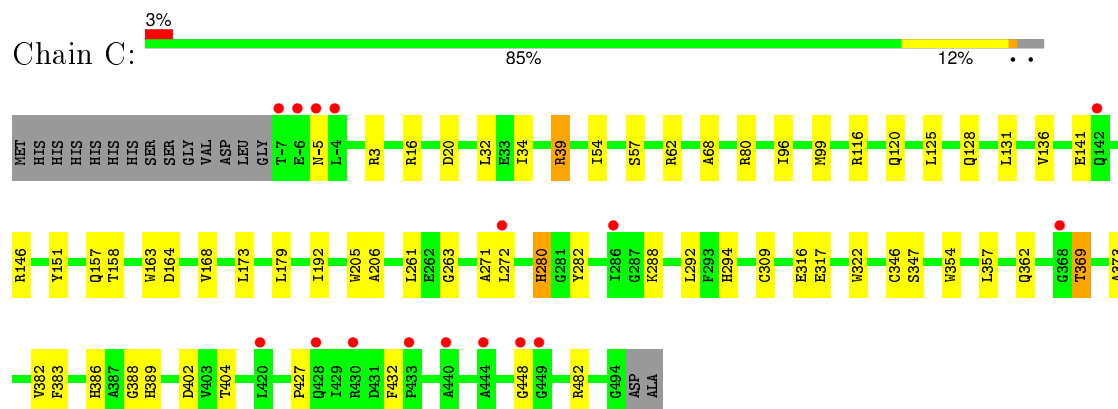 3%
Chain C:
85% 12% • •
MET HIS HIS HIS HIS HIS HIS SER SER GLY VAL ASP LEU GLY T-7 E-6 N-5 L-4 R3 R16 D20 L32 E33 I34 R39 I54 S57 R62 A68 R80 I96 M99 R116 Q120 L125 Q128 L131 V136 E141 Q142
R146 Y151 Q157 T158 W163 D164 V168 L173 L179 I192 W205 A206 L261 E262 G263 A271 L272 H280 G281 Y282 I286 G287 K288 L292 F293 H294 C309 E316 E317 W322 C346 S347 W354 L357 Q362 G368 T369 A373
V382 F383 H386 A387 G388 H389 D402 V403 T404 L420 P427 Q428 I429 R430 D431 F432 P433 A440 A444 G448 G449 R482 G494 ASP ALA